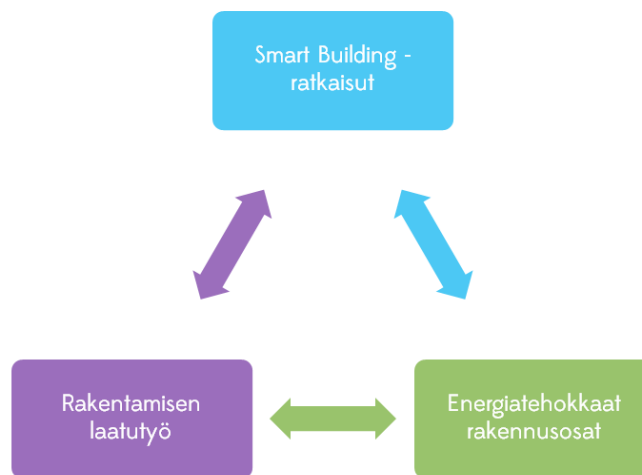 Smart Building -
ratkaisut
Rakentamisen
laatutyö
Energiatehokkaat
rakennusosat